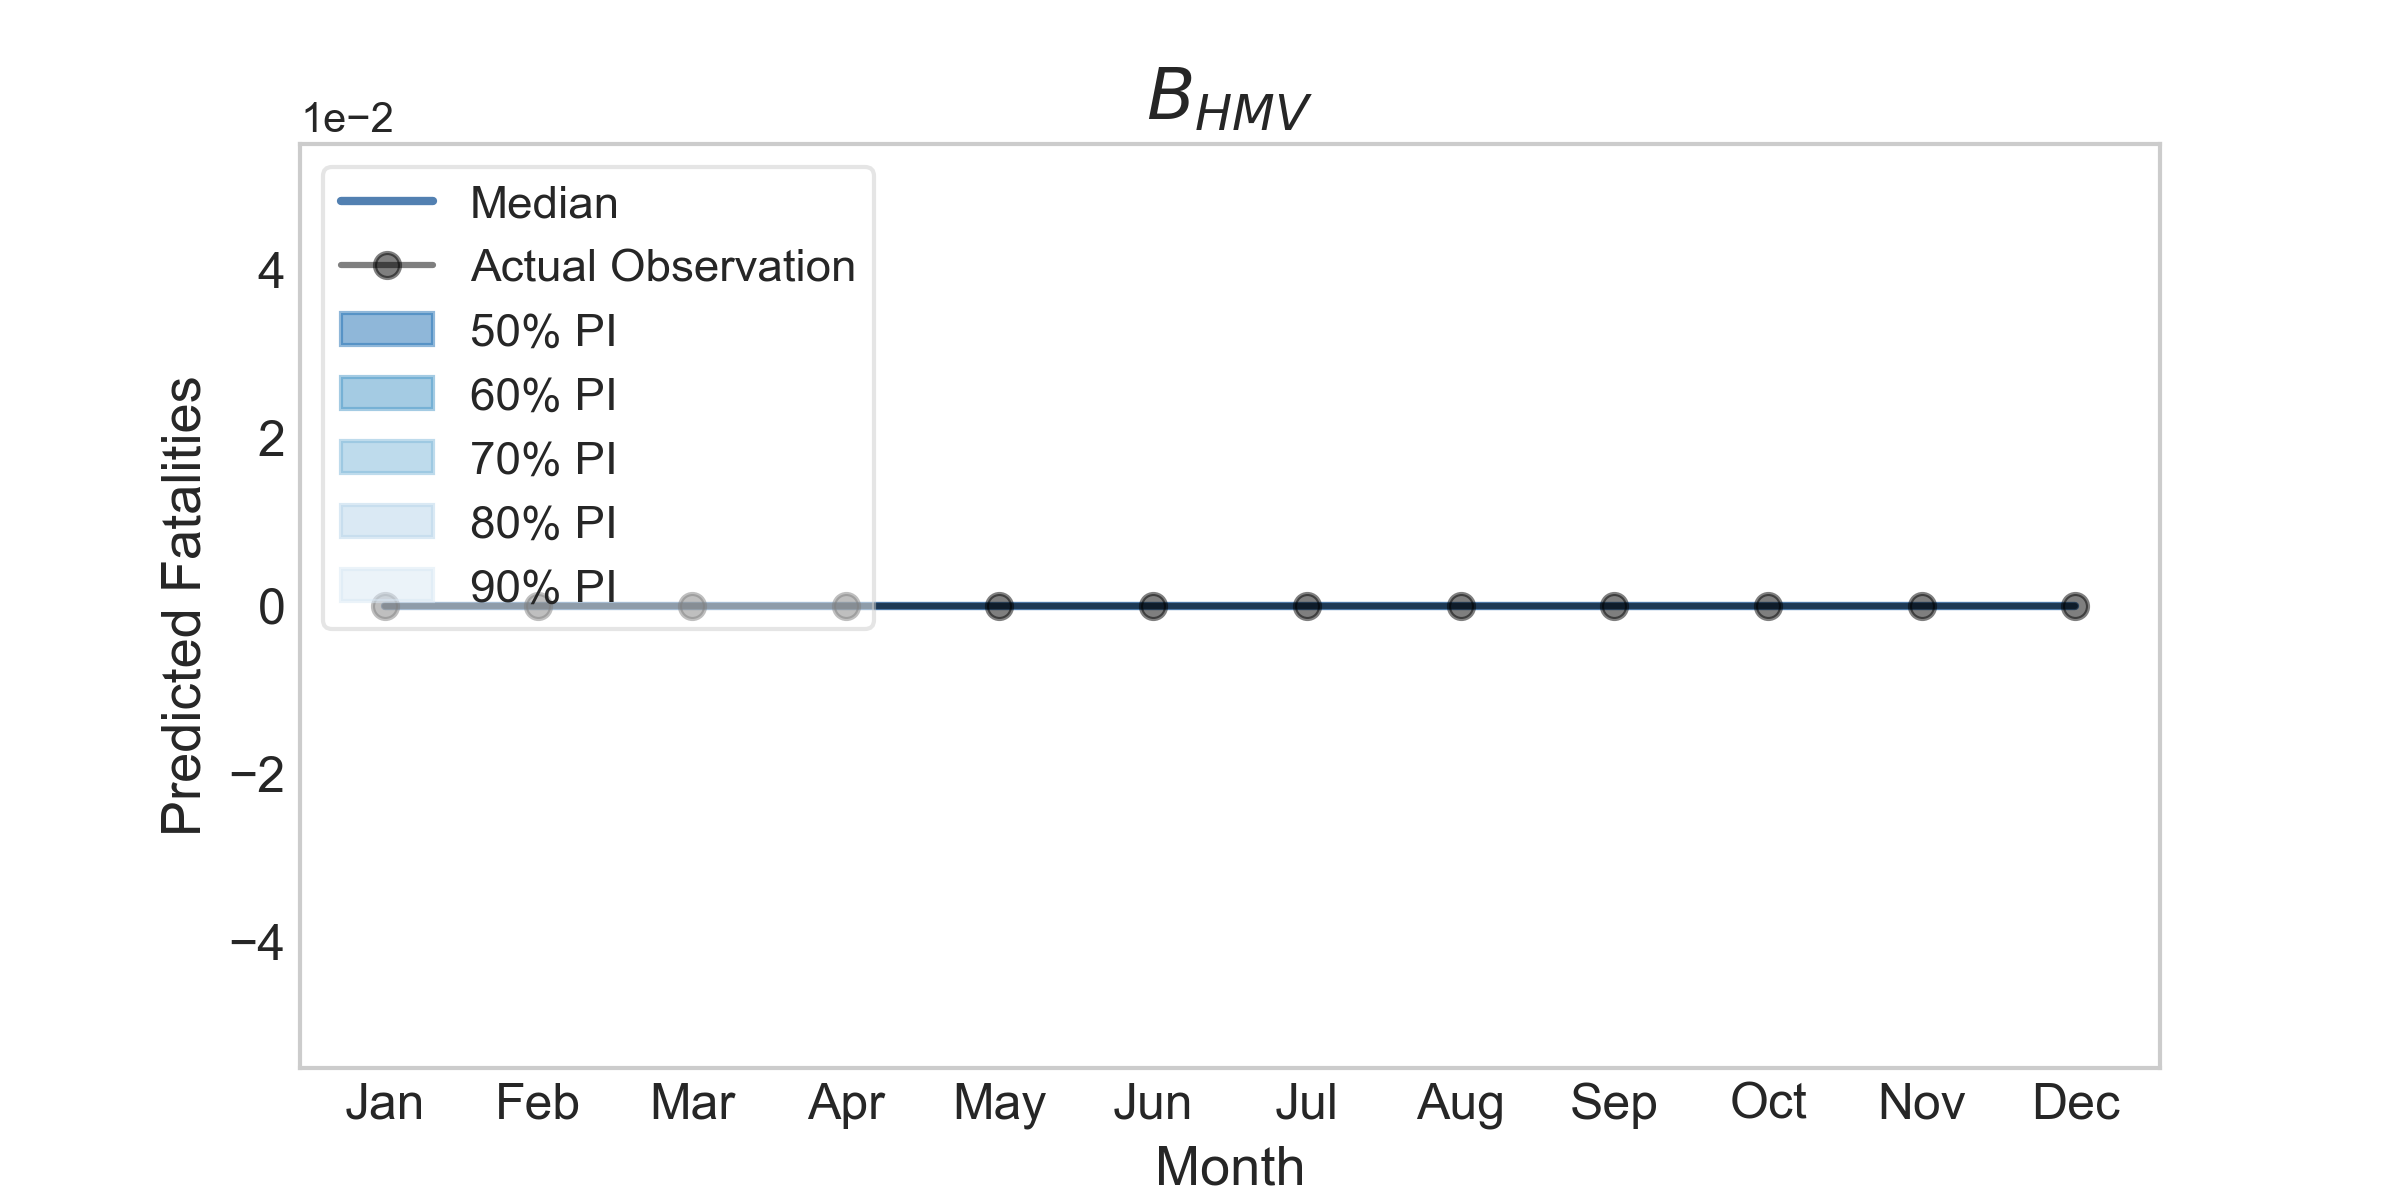 B_HMV
1e−2
Median
Actual Observation
50% PI
60% PI
70% PI
80% PI
90% PI
4
2
0
−2
−4
Predicted Fatalities
Jan Feb Mar Apr May Jun Jul Aug Sep Oct Nov Dec
Month